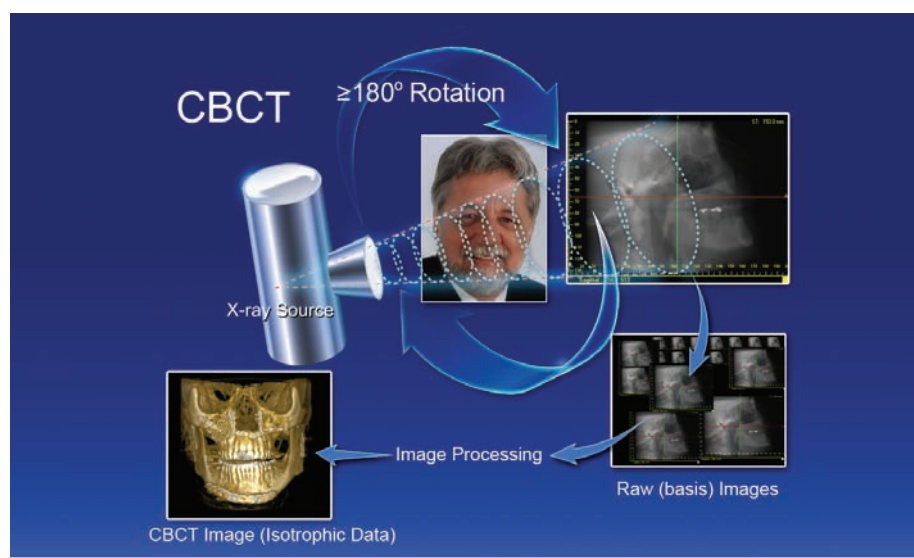 CBCT
≥180° Rotation
X-ray Source
Image Processing
Raw (basis) Images
CBCT Image (Isotrophic Data)